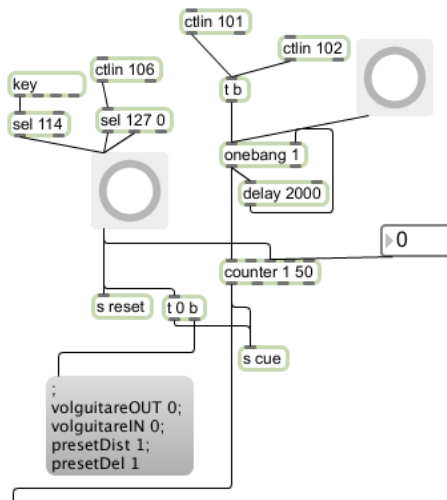 ctlin 101
ctlin 102
ctlin 106
key
t b
sel 114
sel 127 0
onebang 1
delay 2000
0
counter 1 50
s reset
t 0 b
s cue
;
volguitareOUT 0;
volguitareIN 0;
presetDist 1;
presetDel 1